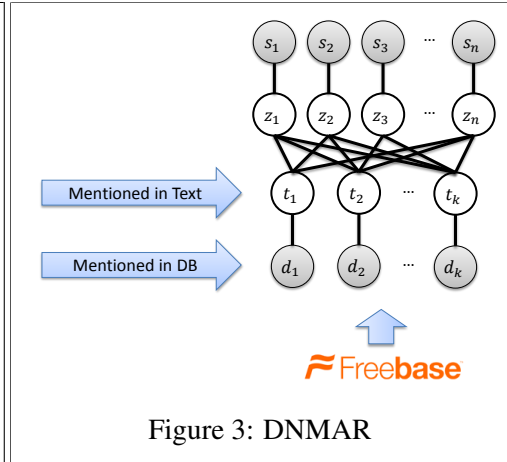 s₁ s₂ s₃ ... sₙ
z₁ z₂ z₃ ... zₙ
Mentioned in Text t₁ t₂ ... tₖ
Mentioned in DB d₁ d₂ ... dₖ
Freebase
Figure 3: DNMAR